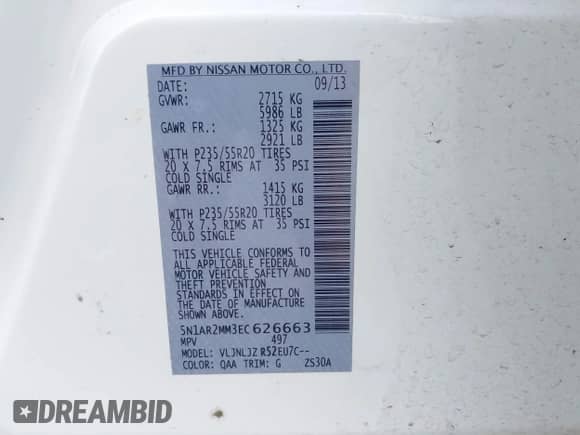 MFD BY NISSAN MOTOR CO., LTD.
DATE: 09/13
GVWR: 2715 KG
5986 LB
GAWR FR.: 1325 KG
2921 LB
WITH P235/55R20 TIRES
20 X 7.5 RIMS AT 35 PSI
COLD SINGLE
GAWR RR.: 1415 KG
3120 LB
WITH P235/55R20 TIRES
20 X 7.5 RIMS AT 35 PSI
COLD SINGLE
THIS VEHICLE CONFORMS TO
ALL APPLICABLE FEDERAL
MOTOR VEHICLE SAFETY AND
THEFT PREVENTION
STANDARDS IN EFFECT ON
THE DATE OF MANUFACTURE
SHOWN ABOVE.
5N1AR2MM3EC626663
MPV 497
MODEL: VLJNLJZ R52EU7C--
COLOR: QAA TRIM: G ZS30A
DREAMBID